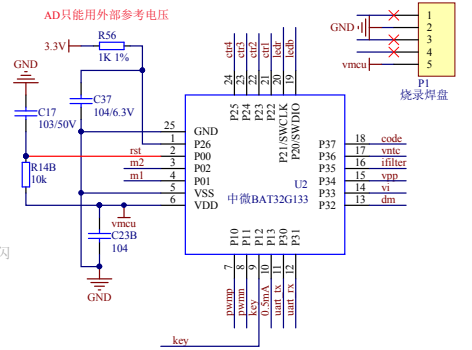 AD只能用外部参考电压
3.3V
R56
1K 1%
GND
C17
103/50V
C37
104/6.3V
R14B
10k
rst
m2
m1
vmcu
C23B
104
GND
闪
ctr4
ctr3
ctr2
ctr1
ledr
ledb
24
23
22
21
20
19
P25
P24
P23
P22
P21/SWCLK
P20/SWDIO
25
GND
1
P26
2
P00
3
P02
4
P01
5
VSS
6
VDD
U2
中微BAT32G133
P37
18
code
P36
17
vntc
P35
16
ifilter
P34
15
vpp
P33
14
vi
P32
13
dm
P10
P11
P12
P13
P30
P31
7
8
9
10
11
12
pwmp
pwmn
key
0.5mA
uart_tx
uart_rx
key
GND
vmcu
1
2
3
4
5
P1
烧录焊盘